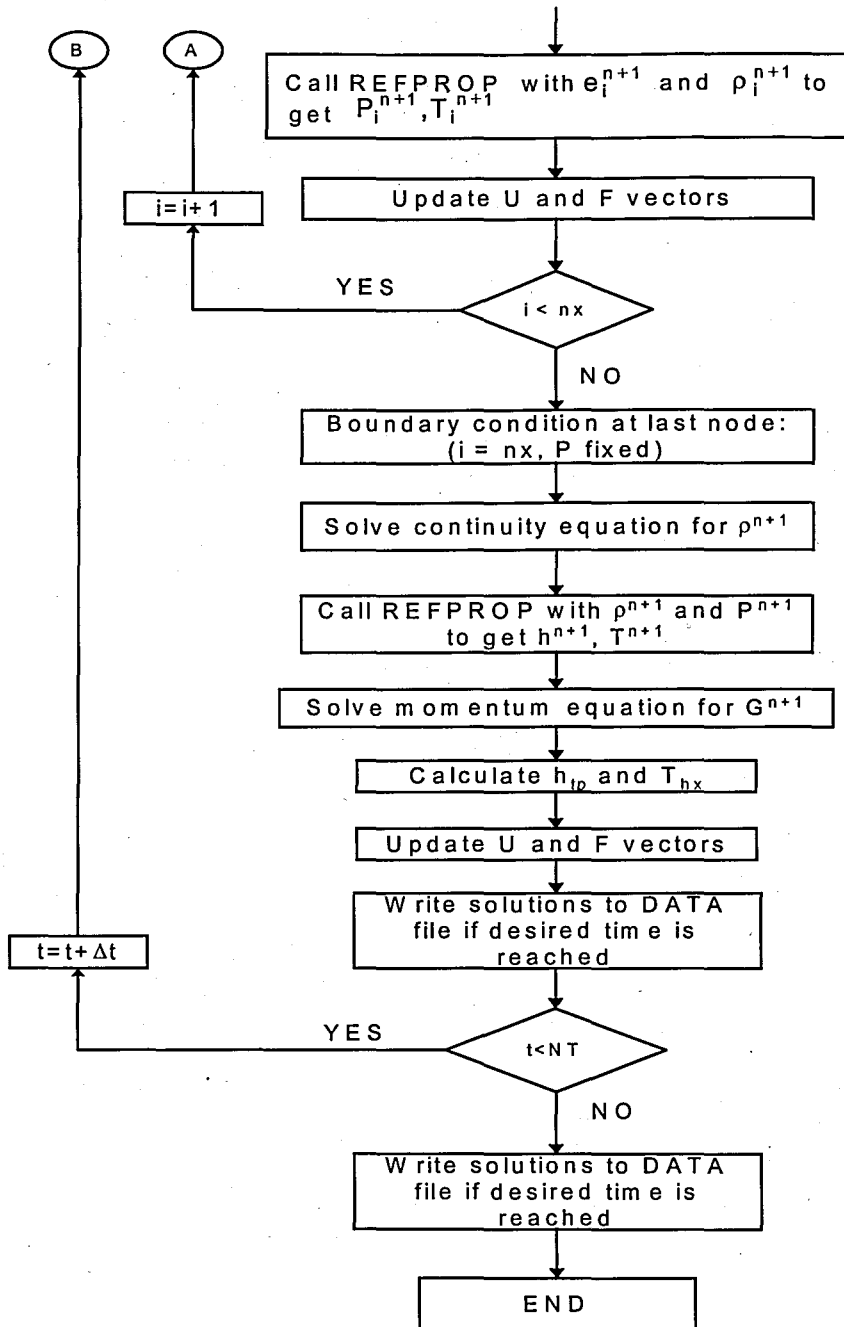 B
A
Call REFPROP with e_i^{n+1} and ρ_i^{n+1} to
get P_i^{n+1},T_i^{n+1}
i=i+1
Update U and F vectors
YES
i < nx
NO
Boundary condition at last node:
(i = nx, P fixed)
Solve continuity equation for ρ^{n+1}
Call REFPROP with ρ^{n+1} and P^{n+1}
to get h^{n+1}, T^{n+1}
Solve momentum equation for G^{n+1}
Calculate h_{tp} and T_{hx}
Update U and F vectors
Write solutions to DATA
file if desired time is
reached
t=t+Δt
YES
t<NT
NO
Write solutions to DATA
file if desired time is
reached
END